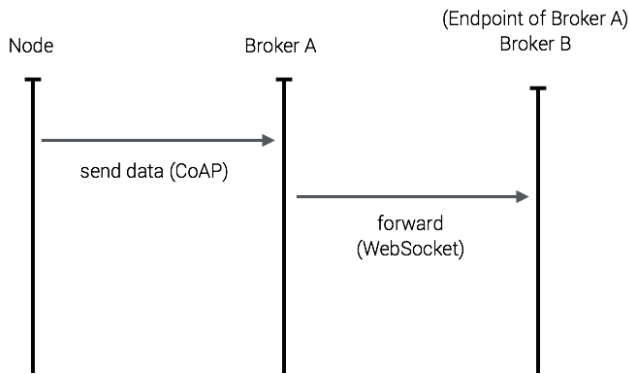 (Endpoint of Broker A)
Node
Broker A
Broker B
send data (CoAP)
forward
(WebSocket)